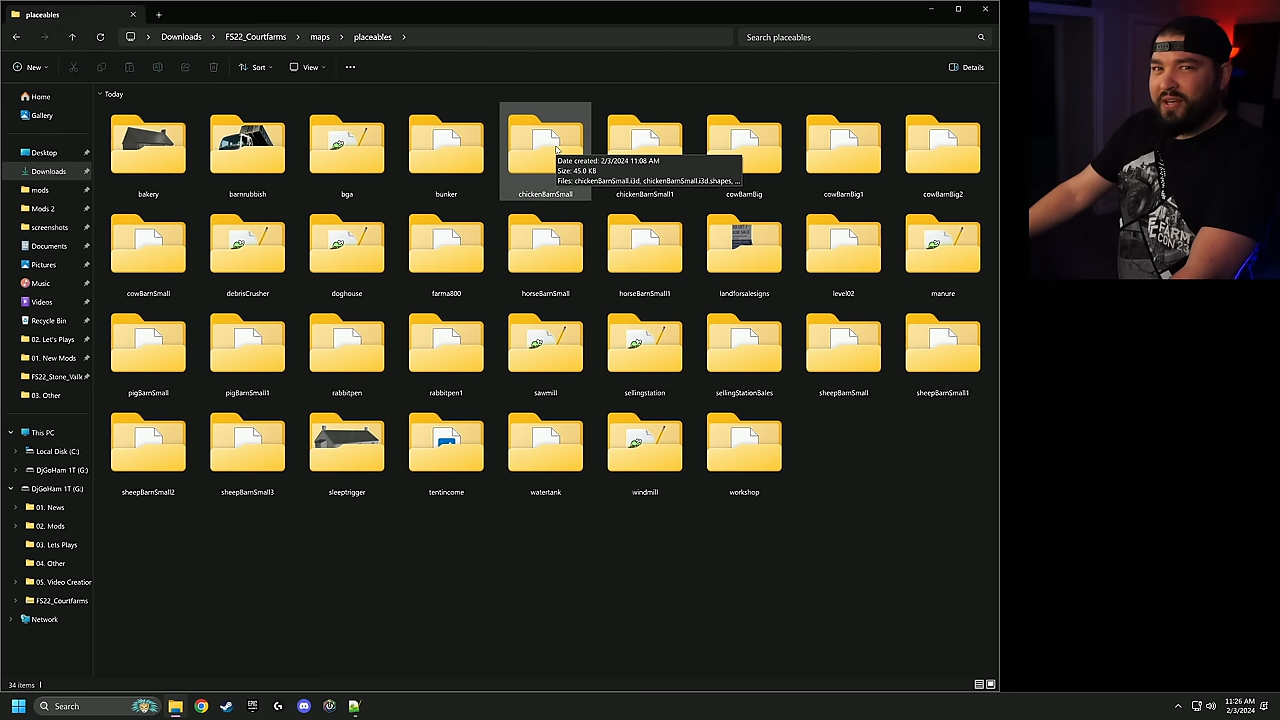 placeables
Downloads
FS22_Courtfarms
maps
placeables
Search placeables
New
Sort
View
Details
Home
Gallery
Desktop
Downloads
mods
Mods 2
screenshots
Documents
Pictures
Music
Videos
Recycle Bin
02. Let's Plays
01. New Mods
FS22_Stone_Valle
03. Other
This PC
Local Disk (C:)
DjGoHam 1T (G:)
DjGoHam 1T (G:)
01. News
02. Mods
03. Lets Plays
04. Other
05. Video Creation
FS22_Courtfarms
Network
Today
bakery
barnrubbish
bga
bunker
chickenBarnSmall
chickenBarnSmall1
cowBarnBig
cowBarnBig1
cowBarnBig2
Date created: 2/3/2024 11:08 AM
Size: 45.0 KB
Files: chickenBarnSmall.i3d, chickenBarnSmall.i3d.shapes, ...
cowBarnSmall
debrisCrusher
doghouse
farma800
horseBarnSmall
horseBarnSmall1
landforsalesigns
level02
manure
FOR SALE
pigBarnSmall
pigBarnSmall1
rabbitpen
rabbitpen1
sawmill
sellingstation
sellingStationBales
sheepBarnSmall
sheepBarnSmall1
sheepBarnSmall2
sheepBarnSmall3
sleeptrigger
tentincome
watertank
windmill
workshop
34 items
Search
11:26 AM
2/3/2024
FARM
CON 23